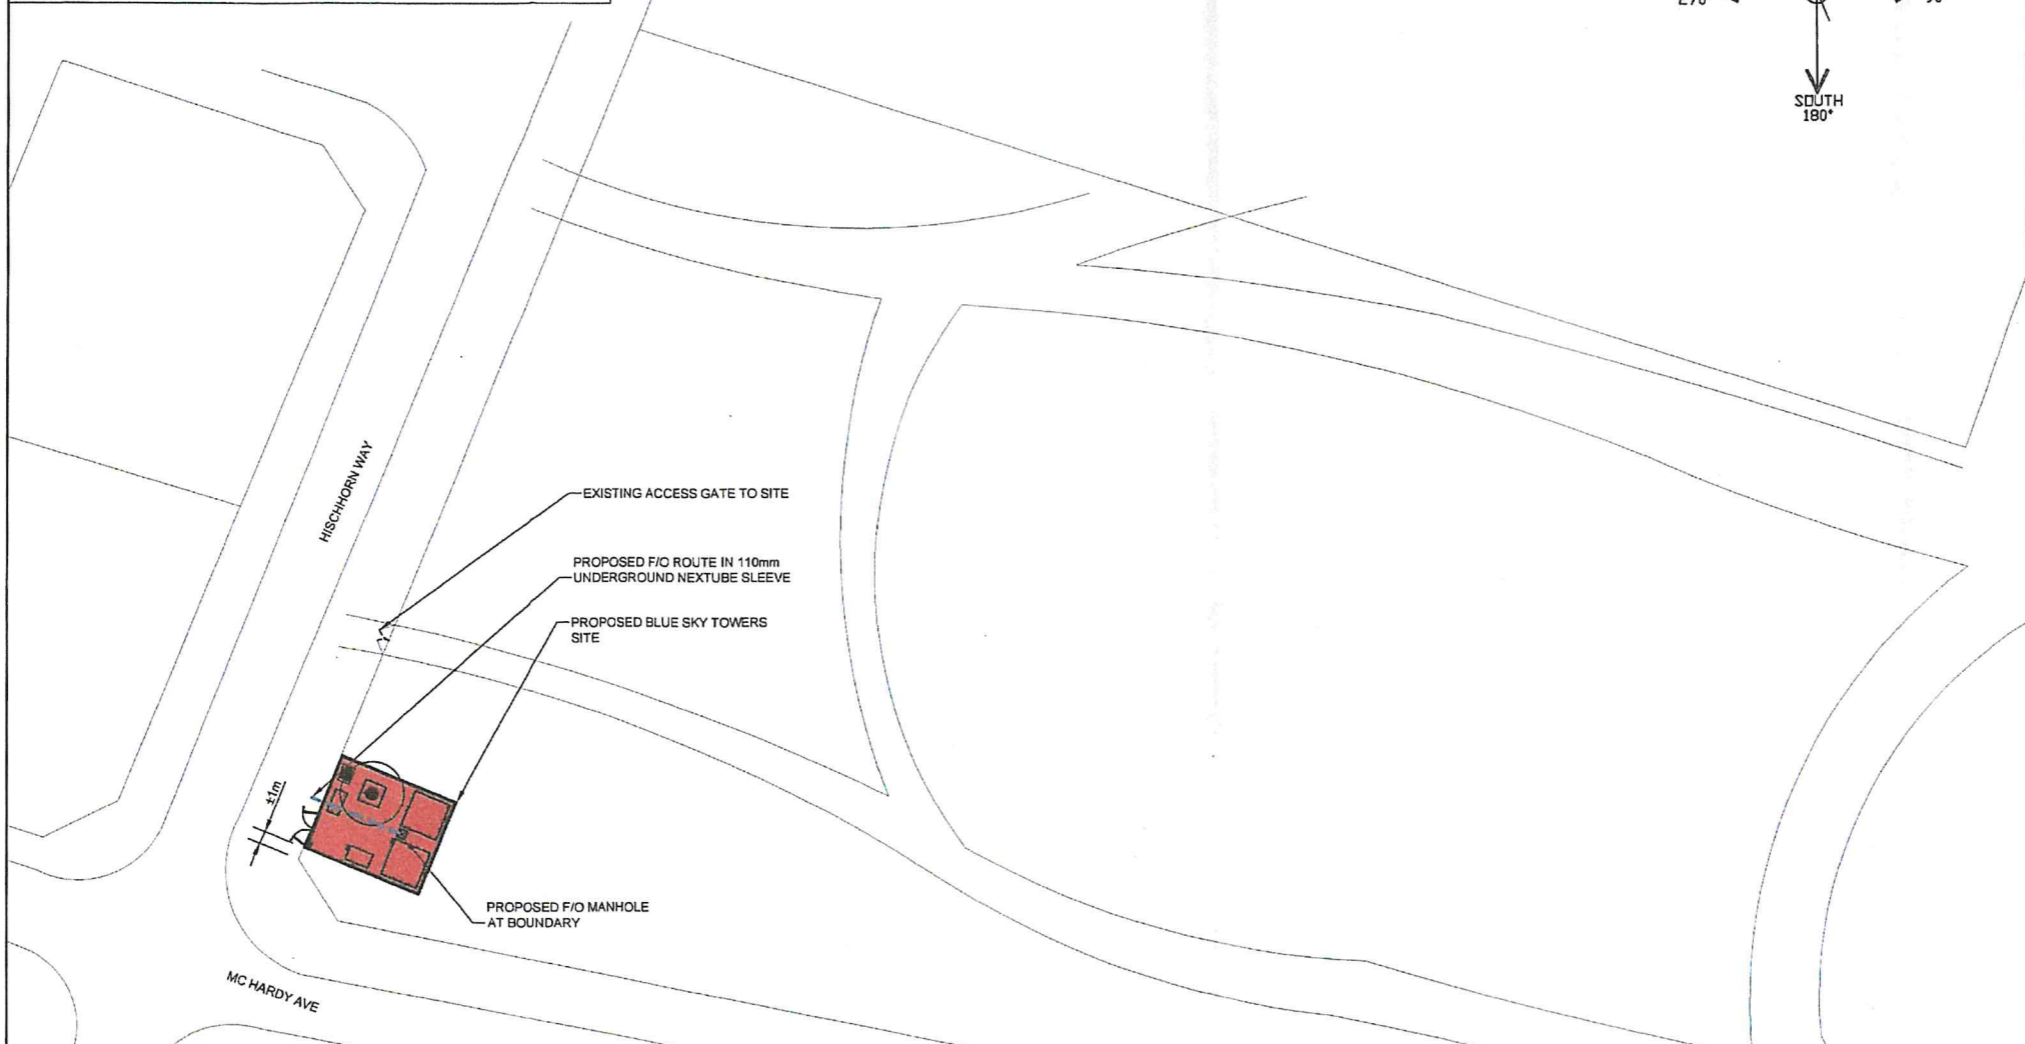 SOUTH
180°
HISCHHORN WAY
EXISTING ACCESS GATE TO SITE
PROPOSED F/O ROUTE IN 110mm
UNDERGROUND NEXTUBE SLEEVE
PROPOSED BLUE SKY TOWERS
SITE
±1m
PROPOSED F/O MANHOLE
AT BOUNDARY
MC HARDY AVE